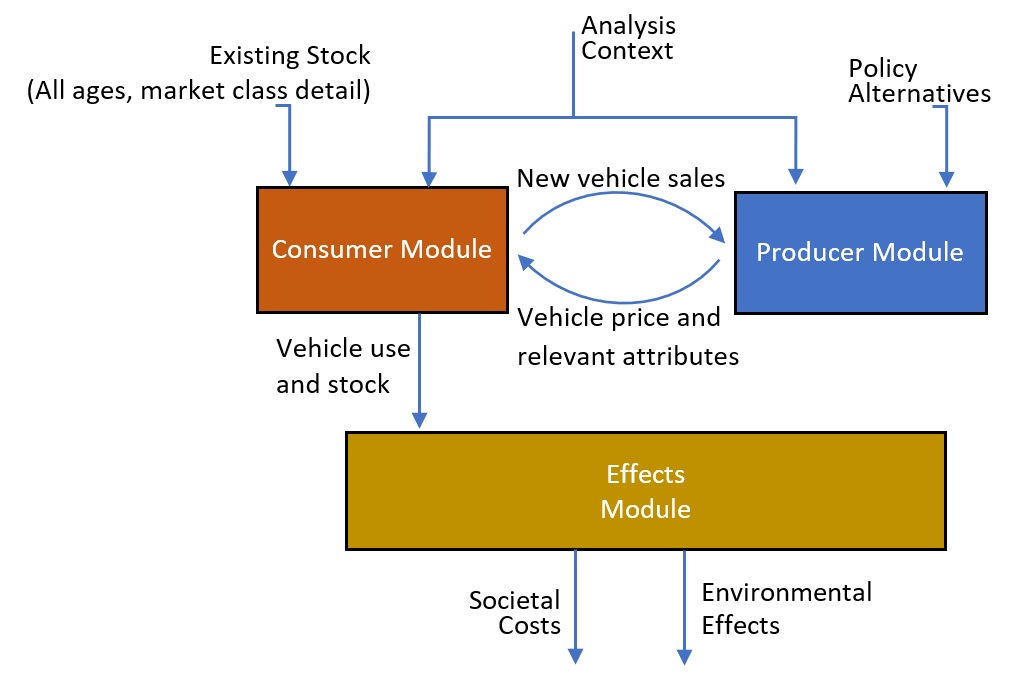 Analysis
Context
Existing Stock
(All ages, market class detail)
Policy
Alternatives
New vehicle sales
Consumer Module
Producer Module
Vehicle price and
relevant attributes
Vehicle use
and stock
Effects
Module
Societal
Costs
Environmental
Effects